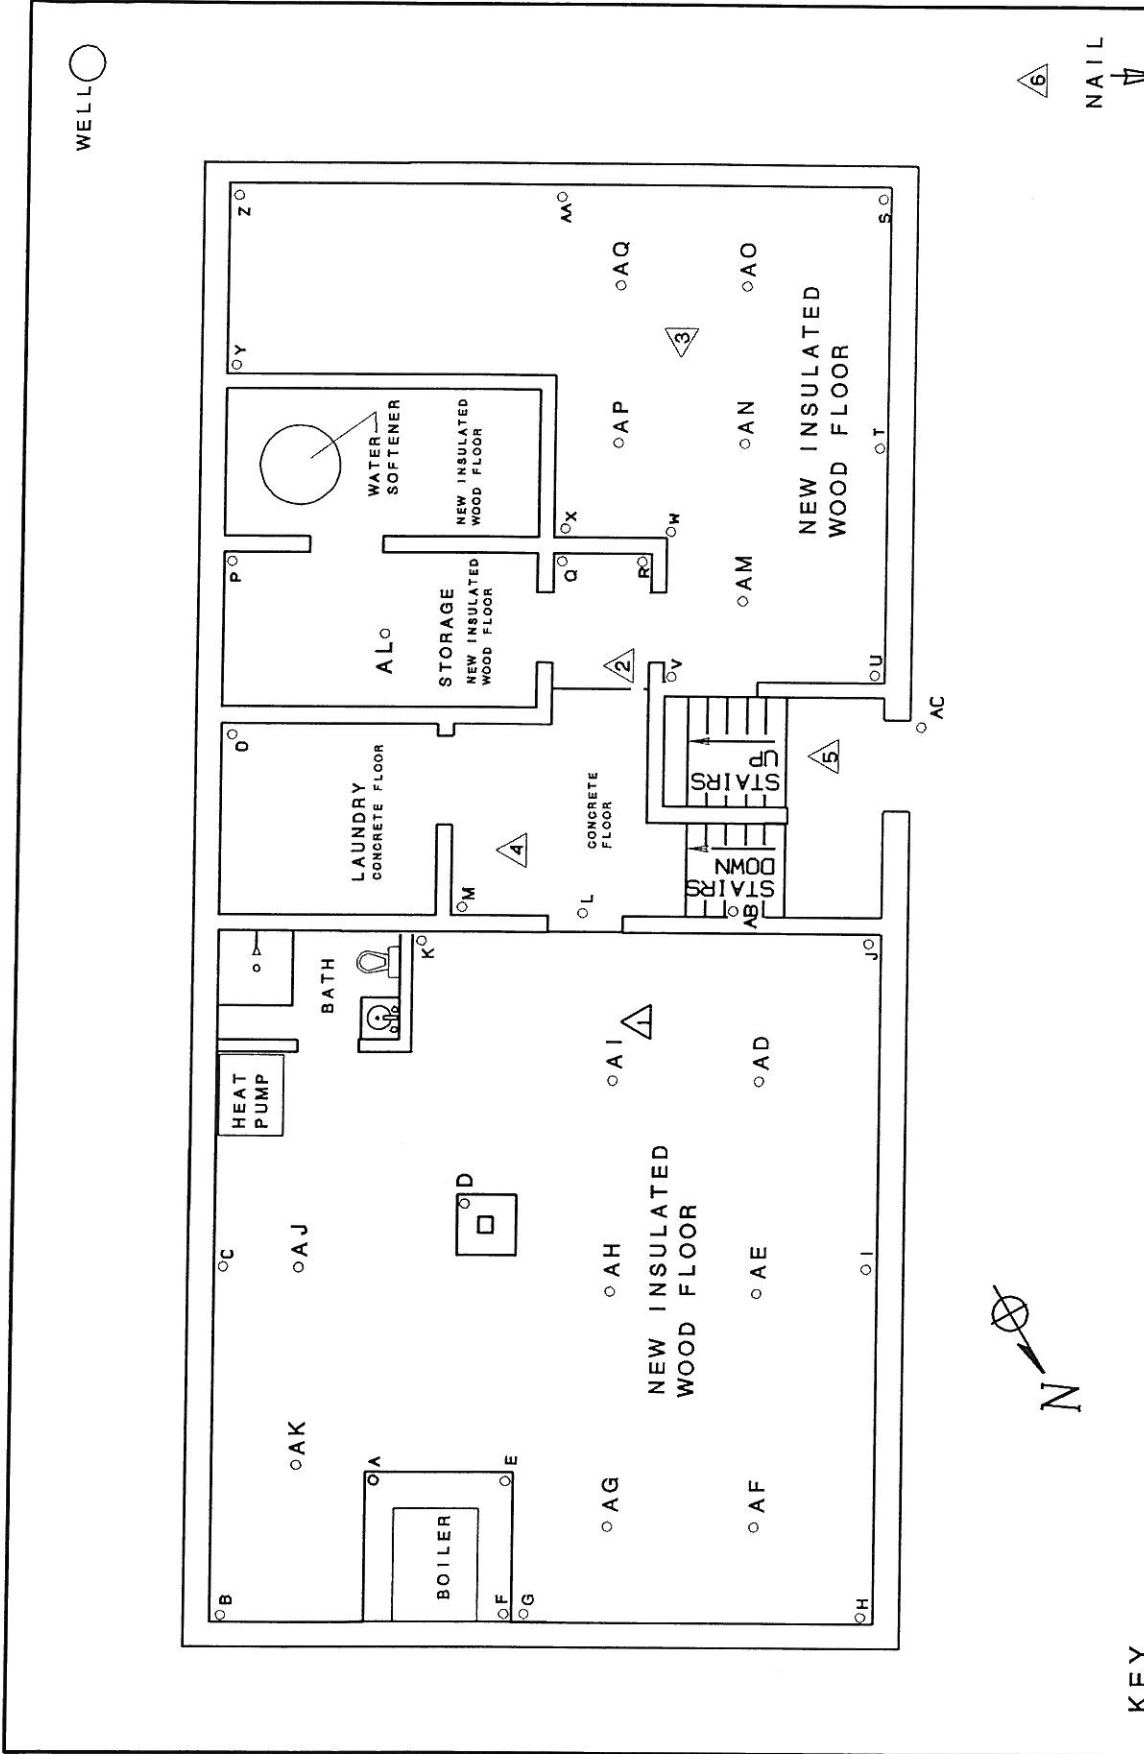 WELL
B
C
HEAT
PUMP
O
P
Y
Z
AK
AJ
BATH
LAUNDRY
CONCRETE FLOOR
AL
WATER
SOFTENER
A
K
BOILER
D
M
STORAGE
NEW INSULATED
WOOD FLOOR
NEW INSULATED
WOOD FLOOR
F
E
G
4
L
CONCRETE
FLOOR
Q
X
AA
AG
AH
AI
1
2
R
AP
AQ
NEW INSULATED
WOOD FLOOR
V
W
3
AF
AE
AD
AB
STAIRS
DOWN
STAIRS
UP
AM
AN
AO
5
NEW INSULATED
WOOD FLOOR
H
I
J
U
T
S
AC
N
6
NAIL
KEY